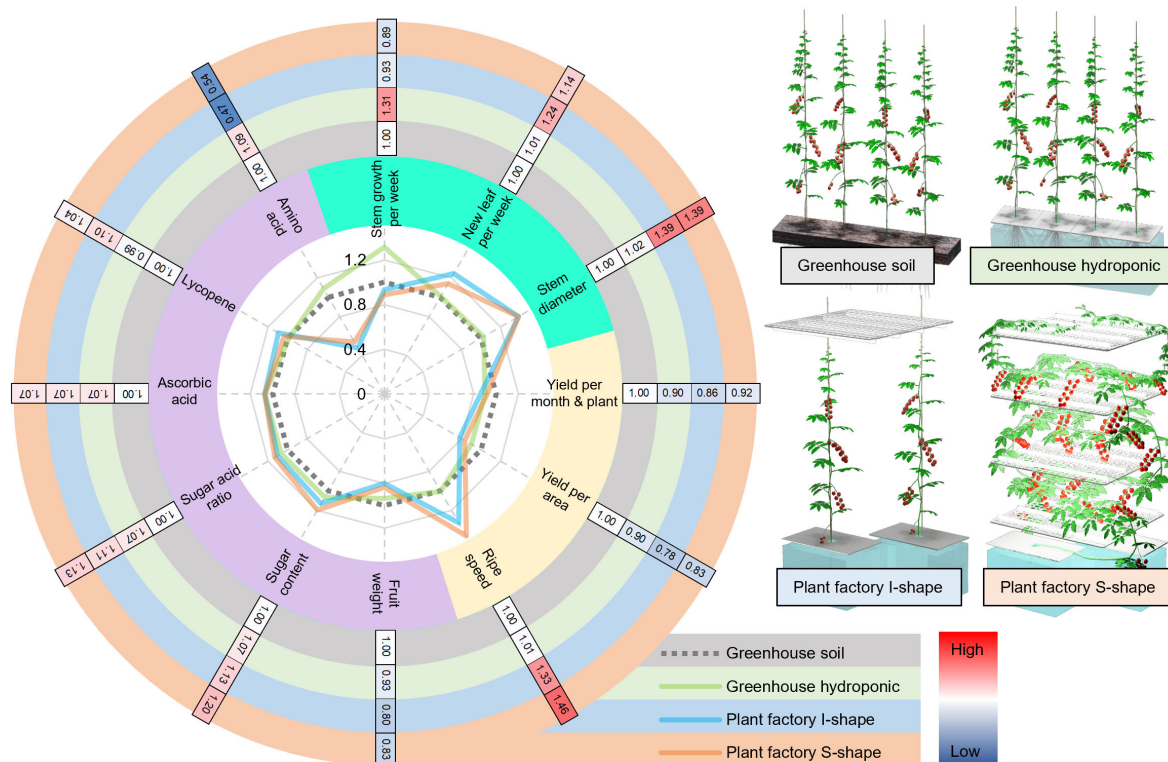 0.89
0.93
1.31
1.00
Stem growth
per week
1.14
1.24
1.01
1.00
New leaf
per week
1.39
1.39
1.02
1.00
Stem
diameter
Yield per
month & plant
1.00 0.90 0.86 0.92
Yield per
area
1.00
0.90
0.78
0.83
Ripe
speed
1.00
1.01
1.33
1.46
Fruit
weight
1.00
0.93
0.80
0.83
Sugar
content
1.00
1.07
1.13
1.20
Sugar acid
ratio
1.00
1.07
1.11
1.13
Ascorbic
acid
1.00
1.07
1.07
1.07
Lycopene
1.00
0.99
1.10
1.04
Amino
acid
1.00
1.09
0.47
0.54
1.2
0.8
0.4
0
Greenhouse soil
Greenhouse hydroponic
Plant factory I-shape
Plant factory S-shape
Greenhouse soil
Greenhouse hydroponic
Plant factory I-shape
Plant factory S-shape
High
Low